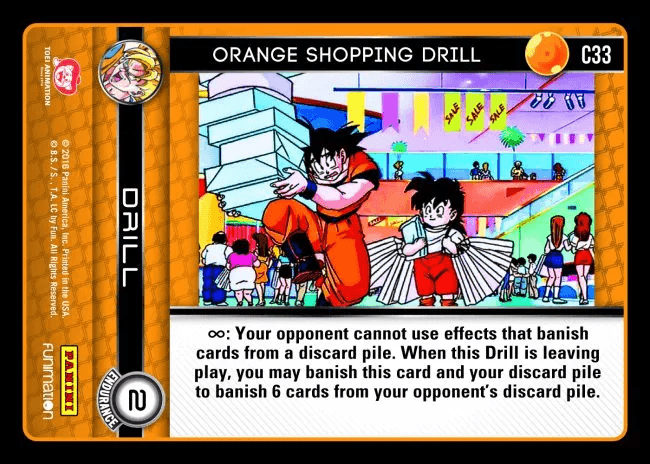 ORANGE SHOPPING DRILL
C33
TOEI ANIMATION
© 2016 Panini America, Inc. Printed in the USA.
© B.S. / S., T.A. LC by Fun. All Rights Reserved.
DRILL
SALE
SALE
SALE
∞: Your opponent cannot use effects that banish
cards from a discard pile. When this Drill is leaving
play, you may banish this card and your discard pile
to banish 6 cards from your opponent's discard pile.
PANINI
FUNIMATION
ENDURANCE
2